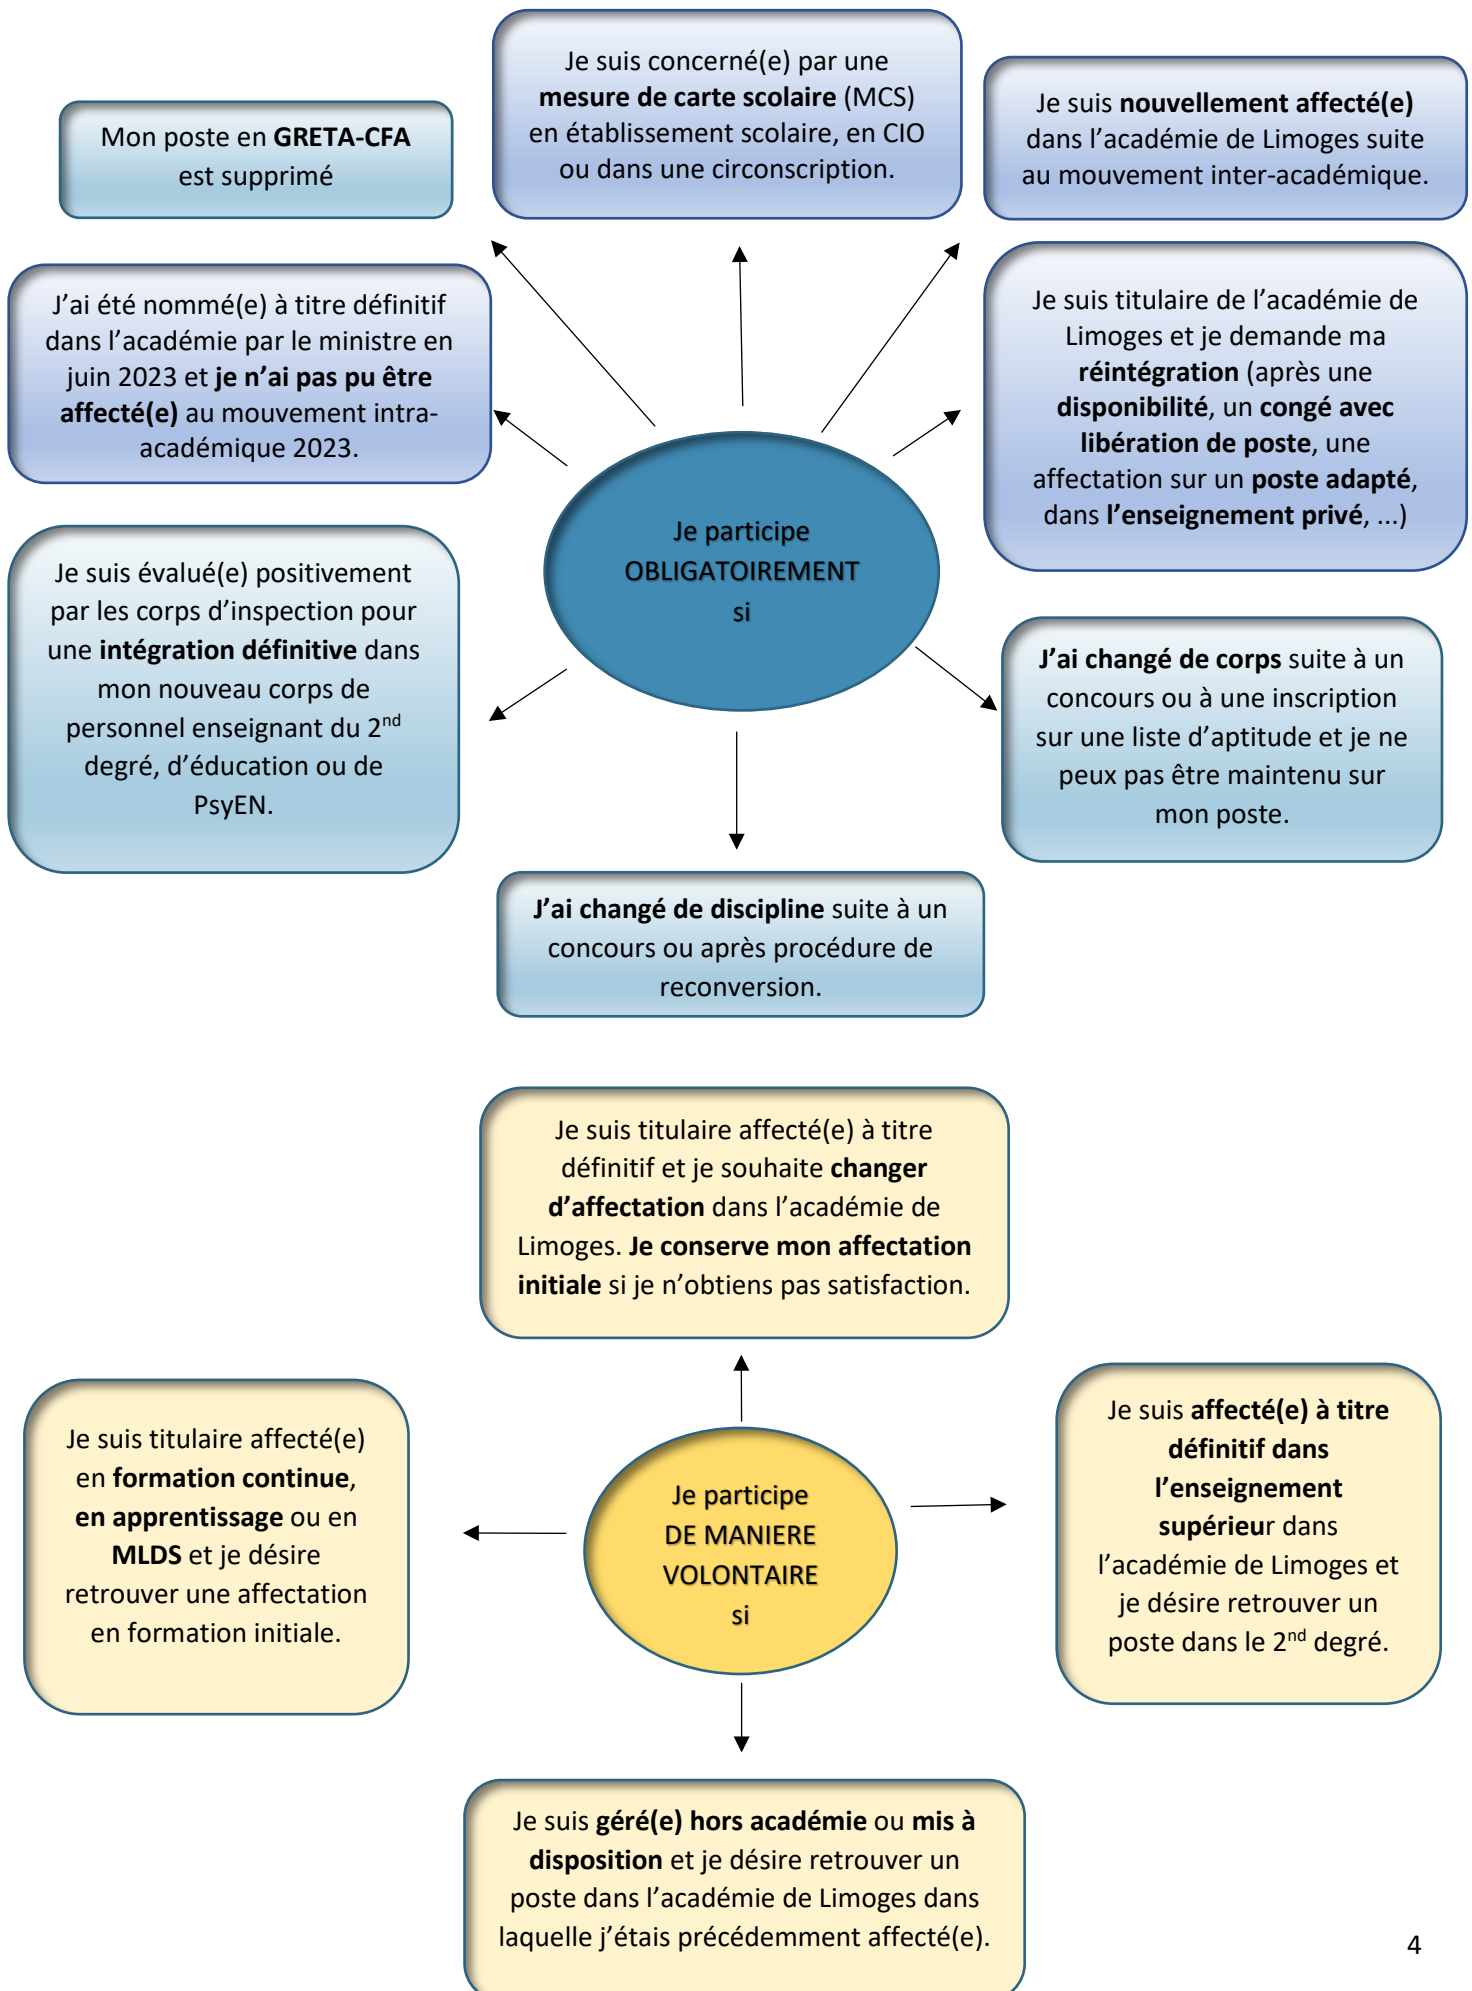 Je suis concerné(e) par une
mesure de carte scolaire (MCS)
en établissement scolaire, en CIO
ou dans une circonscription.
Mon poste en GRETA-CFA
est supprimé
Je suis nouvellement affecté(e)
dans l’académie de Limoges suite
au mouvement inter-académique.
J’ai été nommé(e) à titre définitif
dans l’académie par le ministre en
juin 2023 et je n’ai pas pu être
affecté(e) au mouvement intra-
académique 2023.
Je suis titulaire de l’académie de
Limoges et je demande ma
réintégration (après une
disponibilité, un congé avec
libération de poste, une
affectation sur un poste adapté,
dans l’enseignement privé, ...)
Je participe
OBLIGATOIREMENT
si
Je suis évalué(e) positivement
par les corps d’inspection pour
une intégration définitive dans
mon nouveau corps de
personnel enseignant du 2nd
degré, d’éducation ou de
PsyEN.
J’ai changé de corps suite à un
concours ou à une inscription
sur une liste d’aptitude et je ne
peux pas être maintenu sur
mon poste.
J’ai changé de discipline suite à un
concours ou après procédure de
reconversion.
Je suis titulaire affecté(e) à titre
définitif et je souhaite changer
d’affectation dans l’académie de
Limoges. Je conserve mon affectation
initiale si je n’obtiens pas satisfaction.
Je suis titulaire affecté(e)
en formation continue,
en apprentissage ou en
MLDS et je désire
retrouver une affectation
en formation initiale.
Je participe
DE MANIERE
VOLONTAIRE
si
Je suis affecté(e) à titre
définitif dans
l’enseignement
supérieur dans
l’académie de Limoges et
je désire retrouver un
poste dans le 2nd degré.
Je suis géré(e) hors académie ou mis à
disposition et je désire retrouver un
poste dans l’académie de Limoges dans
laquelle j’étais précédemment affecté(e).
4